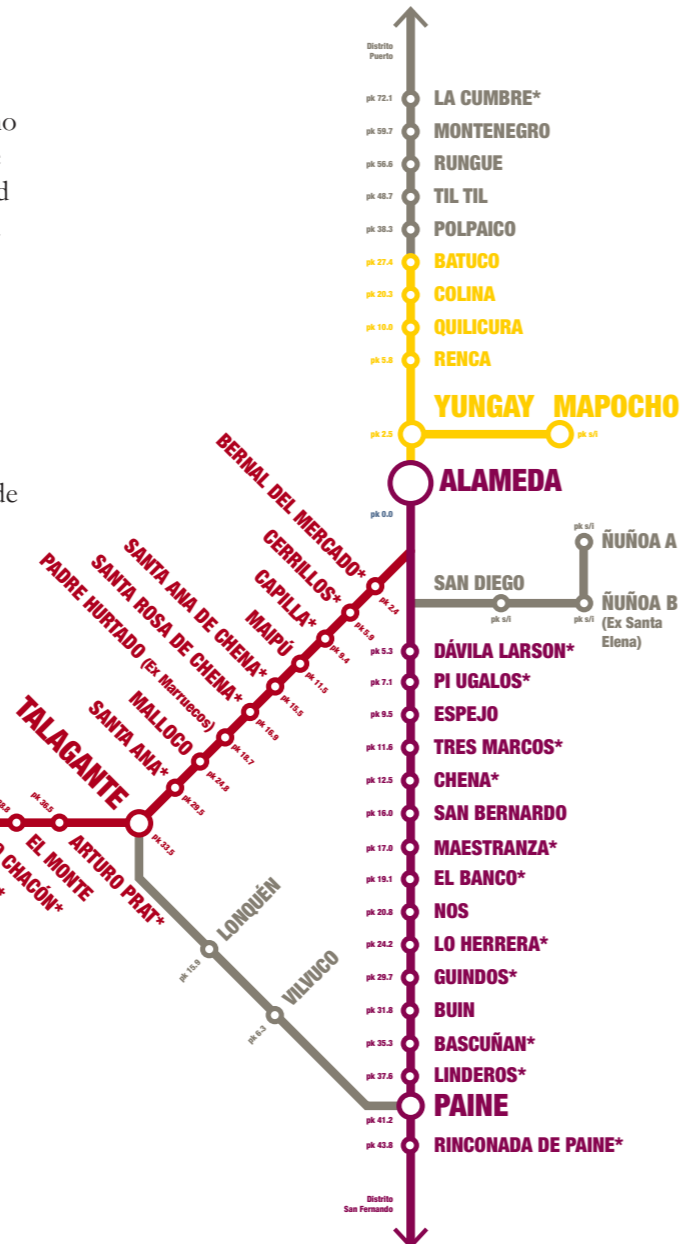 no
de
Distrito
Puerto
pk 72.1 LA CUMBRE*
pk 59.7 MONTENEGRO
pk 56.6 RUNGUE
pk 48.7 TIL TIL
pk 38.3 POLPAICO
pk 27.4 BATUCO
pk 20.3 COLINA
pk 10.0 QUILICURA
pk 5.8 RENCA
YUNGAY MAPOCHO
pk 2.5 pk s/i
ALAMEDA
pk 0.0
pk s/i
ÑUÑOA A
SAN DIEGO
pk s/i
ÑUÑOA B
pk s/i
(Ex Santa
Elena)
BERNAL DEL MERCADO*
pk 2.4
CERRILLOS*
pk 5.9
CAPILLA*
pk 9.4
MAIPÚ
pk 11.5
SANTA ANA DE CHENA*
pk 15.5
SANTA ROSA DE CHENA*
pk 16.9
PADRE HURTADO (Ex Marruecos)
pk 18.7
MALLOCO
pk 24.8
SANTA ANA*
pk 29.5
TALAGANTE
pk 33.5
pk 36.5
ARTURO PRAT*
EL MONTE
CHACÓN*
LONQUÉN
pk 15.9
VILVUCO
pk 6.3
pk 5.3 DÁVILA LARSON*
pk 7.1 PI UGALOS*
pk 9.5 ESPEJO
pk 11.6 TRES MARCOS*
pk 12.5 CHENA*
pk 16.0 SAN BERNARDO
pk 17.0 MAESTRANZA*
pk 19.1 EL BANCO*
pk 20.8 NOS
pk 24.2 LO HERRERA*
pk 29.7 GUINDOS*
pk 31.8 BUIN
pk 35.3 BASCUÑAN*
pk 37.6 LINDEROS*
PAINE
pk 41.2
pk 43.8 RINCONADA DE PAINE*
Distrito
San Fernando